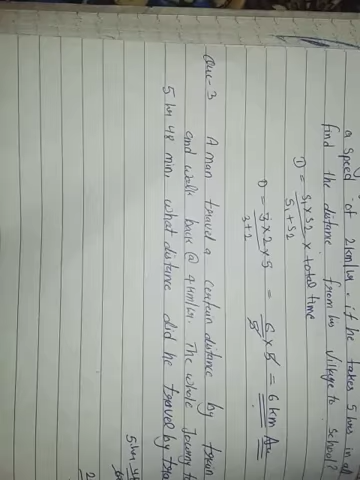 a speed of 2km/hr. if he takes 5 hrs in all
find the distance from his village to school?
D = S1 x S2 x total time
S1 + S2
D = 3 x 2 x 5 = 6 x 5 = 6 km. Ans
3+2 5
Que-3 A man travel a certain distance by train
and walk back @ 4km/hr. The whole Journy
5 hr 48 min. what distance did he travel by
5 hr